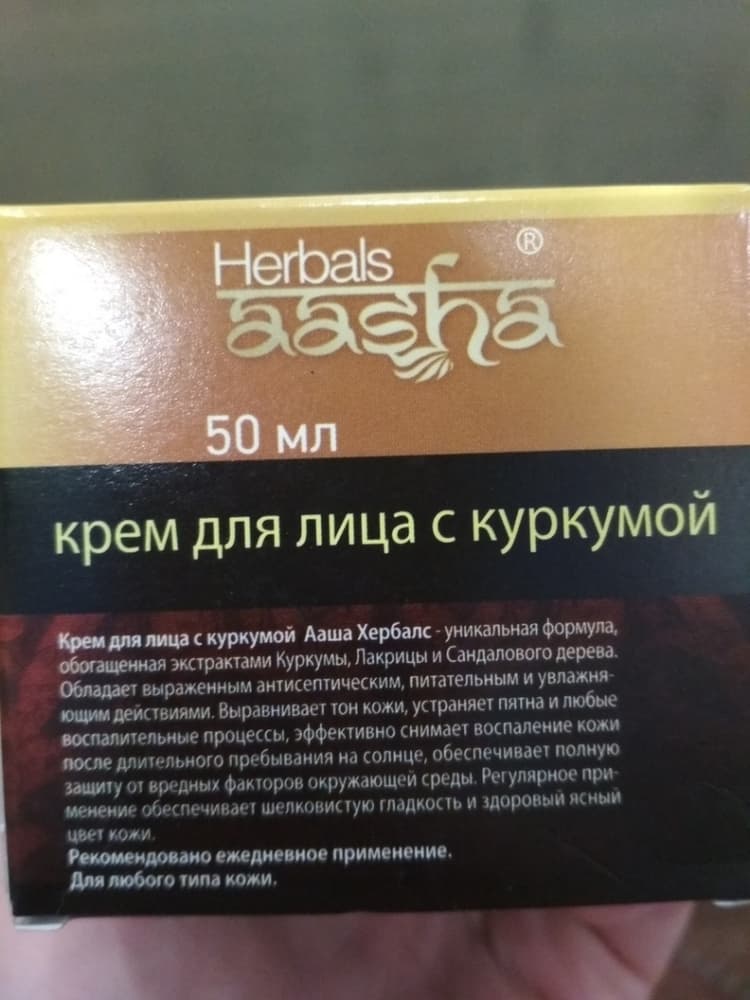 Herbals
aasha®
50 мл
крем для лица с куркумой
Крем для лица с куркумой Ааша Хербалс - уникальная формула,
обогащенная экстрактами Куркумы, Лакрицы и Сандалового дерева.
Обладает выраженным антисептическим, питательным и увлажня-
ющим действиями. Выравнивает тон кожи, устраняет пятна и любые
воспалительные процессы, эффективно снимает воспаление кожи
после длительного пребывания на солнце, обеспечивает полную
защиту от вредных факторов окружающей среды. Регулярное при-
менение обеспечивает шелковистую гладкость и здоровый ясный
цвет кожи.
Рекомендовано ежедневное применение.
Для любого типа кожи.